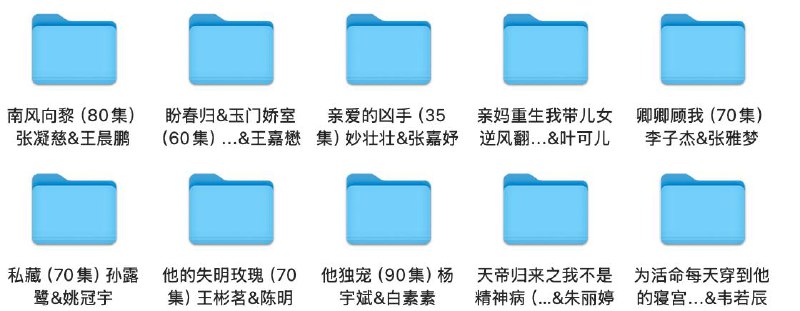 南风向黎（80集）
张凝慈&王晨鹏
盼春归&玉门娇室
（60集）...&王嘉懋
亲爱的凶手（35
集）妙壮壮&张嘉妤
亲妈重生我带儿女
逆风翻...&叶可儿
卿卿顾我（70集）
李子杰&张雅梦
私藏（70集）孙露
鹭&姚冠宇
他的失明玫瑰（70
集）王彬茗&陈明
他独宠（90集）杨
宇斌&白素素
天帝归来之我不是
精神病（...&朱丽婷
为活命每天穿到他
的寝宫...&韦若辰